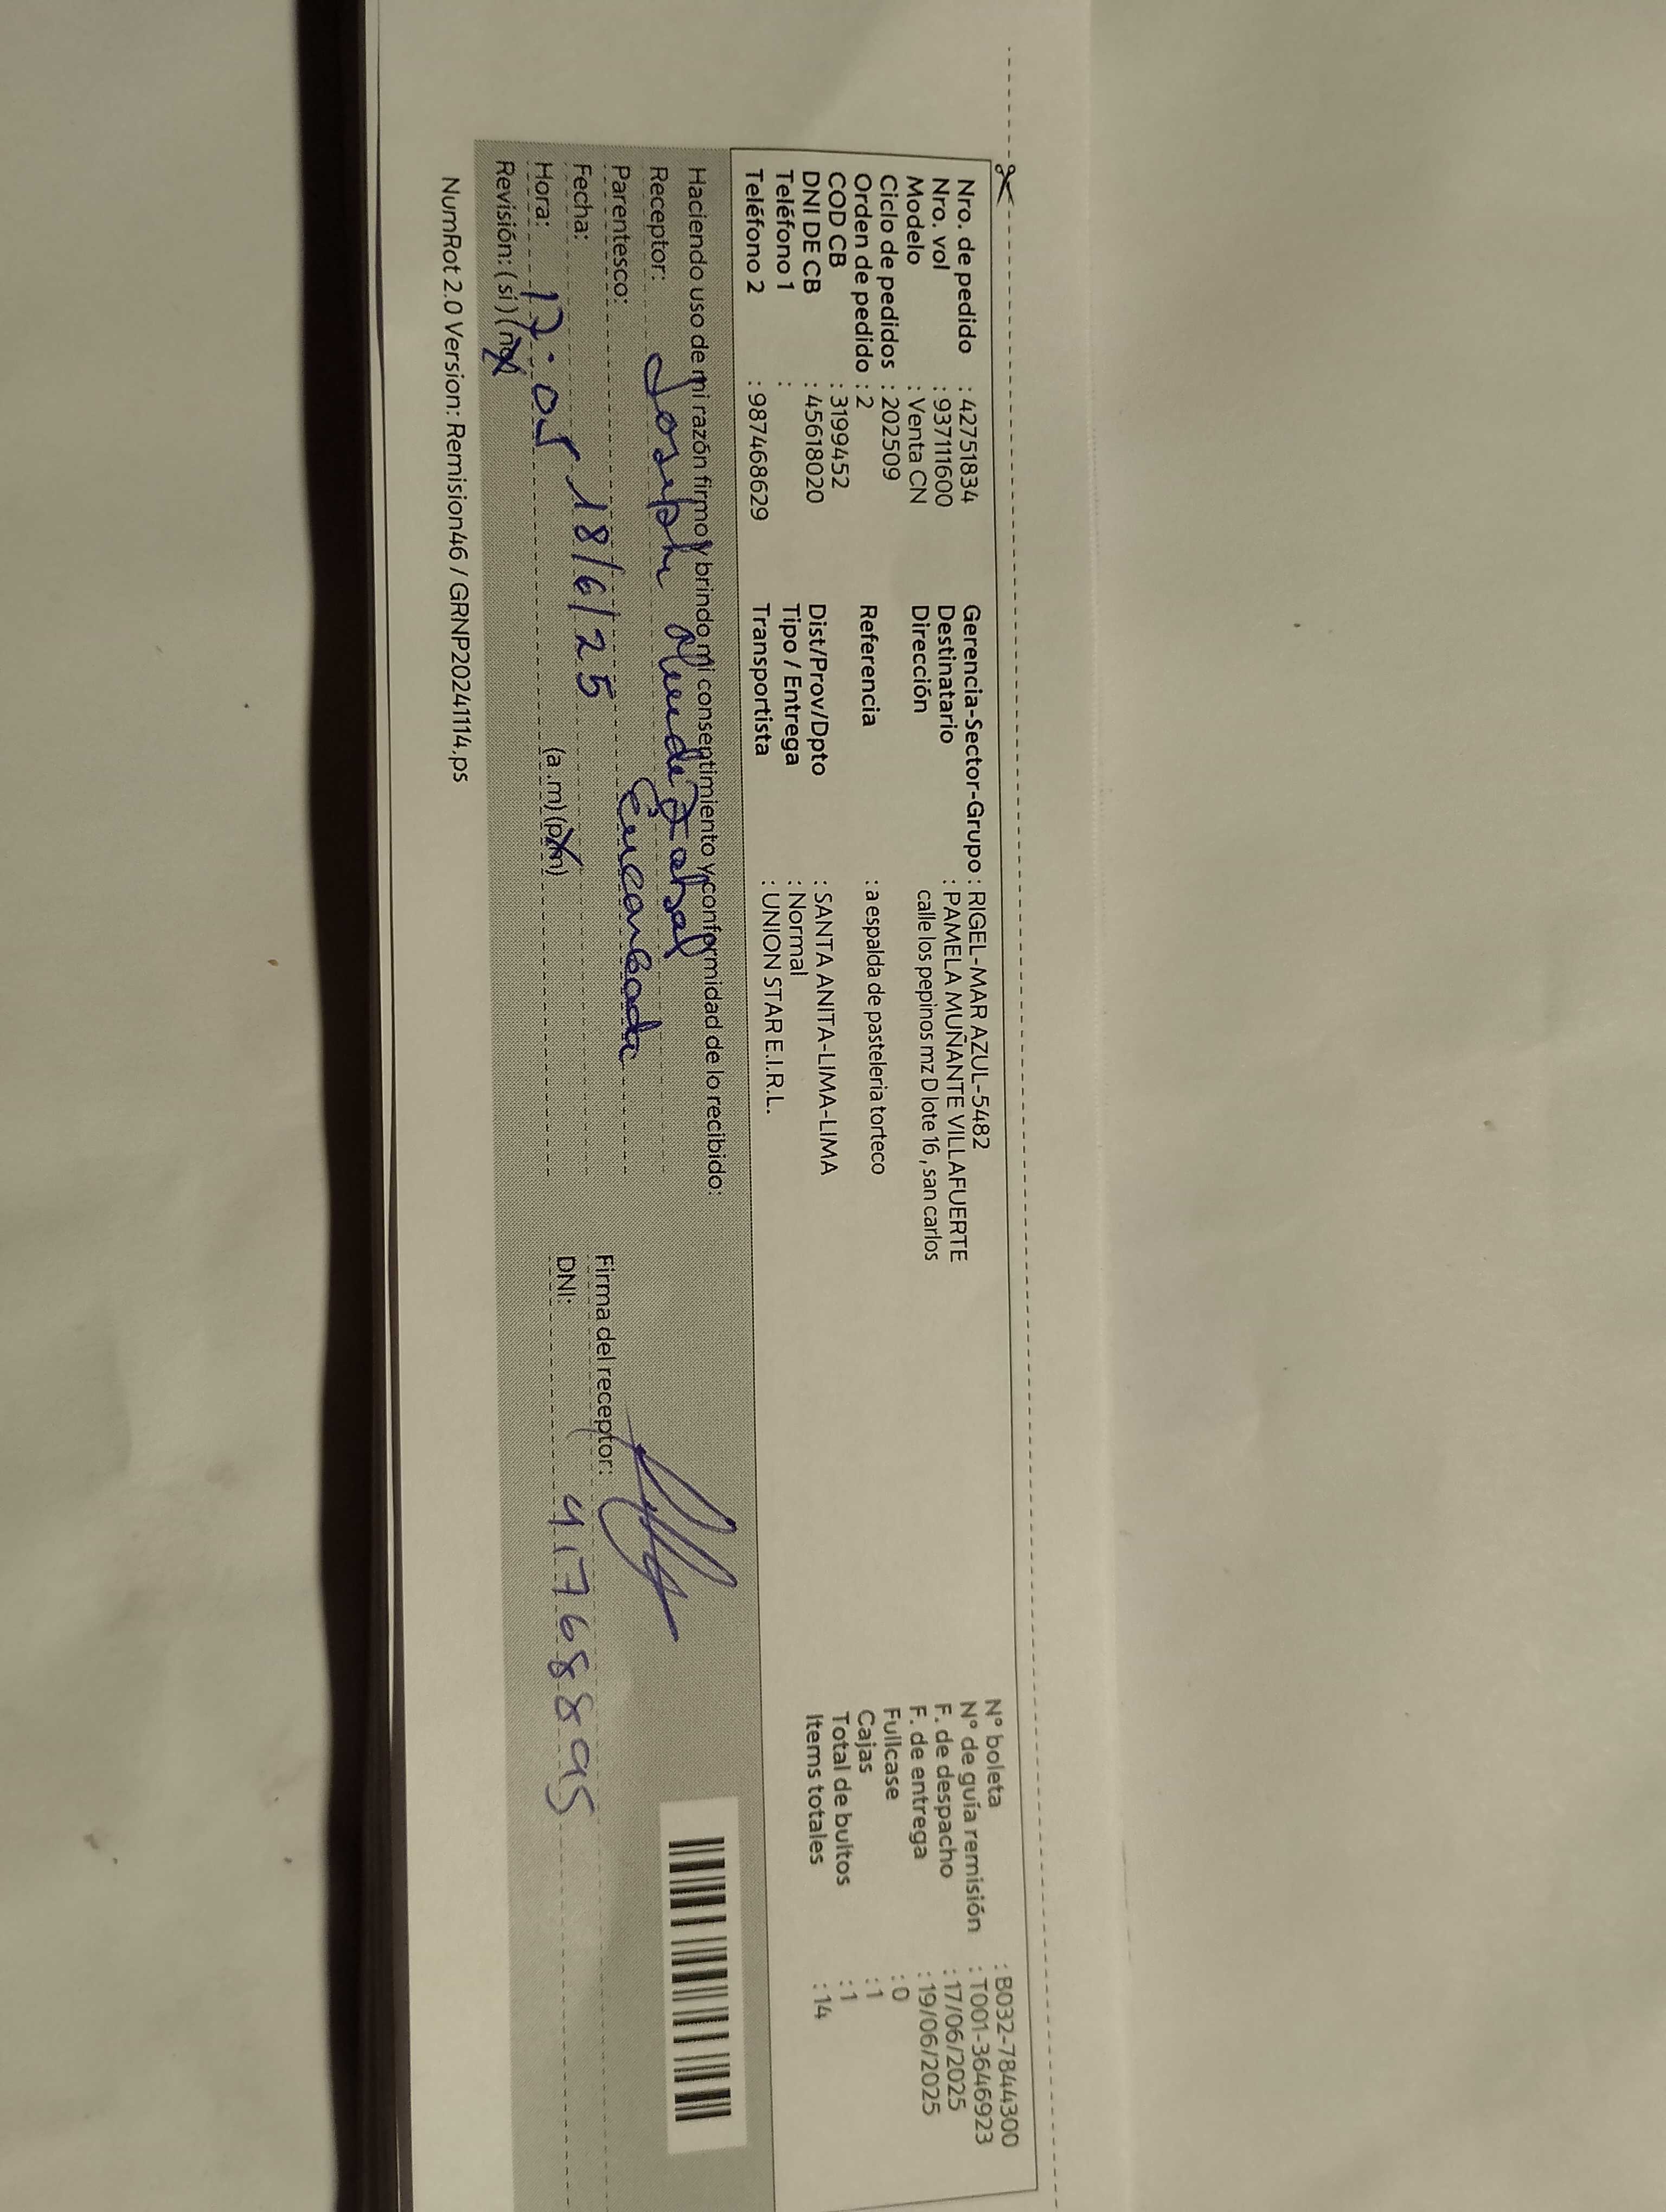 Nro. de pedido : 42751834
Nro. vol : 937111600
Modelo : Venta CN
Ciclo de pedidos : 202509
Orden de pedido : 2
COD CB : 3199452
DNI DE CB : 45618020
Teléfono 1 :
Teléfono 2 : 987468629
Gerencia-Sector-Grupo : RIGEL-MAR AZUL-5482
Destinatario : PAMELA MUÑANTE VILLAFUERTE
Dirección calle los pepinos mz D lote 16 , san carlos
Referencia : a espalda de pasteleria torteco
Dist/Prov/Dpto : SANTA ANITA-LIMA-LIMA
Tipo / Entrega : Normal
Transportista : UNION STAR E.I.R.L.
N° boleta : B032-7844300
N° de guía remisión : T001-3646923
F. de despacho : 17/06/2025
F. de entrega : 19/06/2025
Fullcase : 0
Cajas : 1
Total de bultos : 1
Items totales : 14
Haciendo uso de mi razón firmo y brindo mi consentimiento y conformidad de lo recibido:
Receptor: Joseph
Parentesco:
Fecha: 18/6/25
Hora: 17:05 (a.m) (p.m)
Revisión: ( si ) ( no )
Firma del receptor:
DNI: 41768895
NumRot 2.0 Version: Remision46 / GRNP20241114.ps